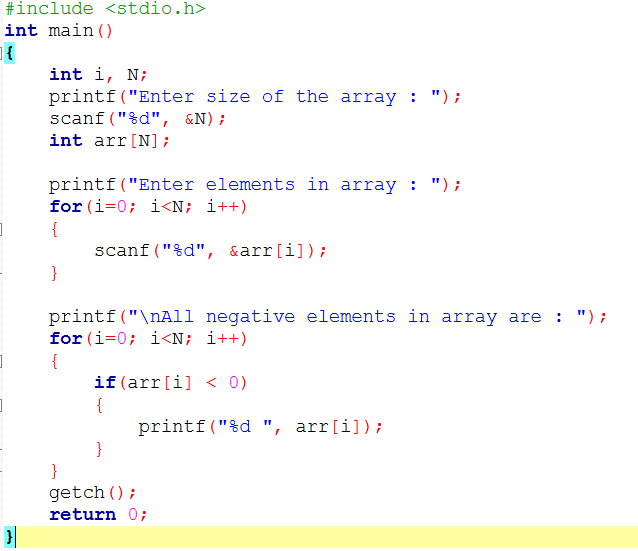 #include <stdio.h>
int main()
{
    int i, N;
    printf("Enter size of the array : ");
    scanf("%d", &N);
    int arr[N];

    printf("Enter elements in array : ");
    for(i=0; i<N; i++)
    {
        scanf("%d", &arr[i]);
    }

    printf("\nAll negative elements in array are : ");
    for(i=0; i<N; i++)
    {
        if(arr[i] < 0)
        {
            printf("%d ", arr[i]);
        }
    }
    getch();
    return 0;
}